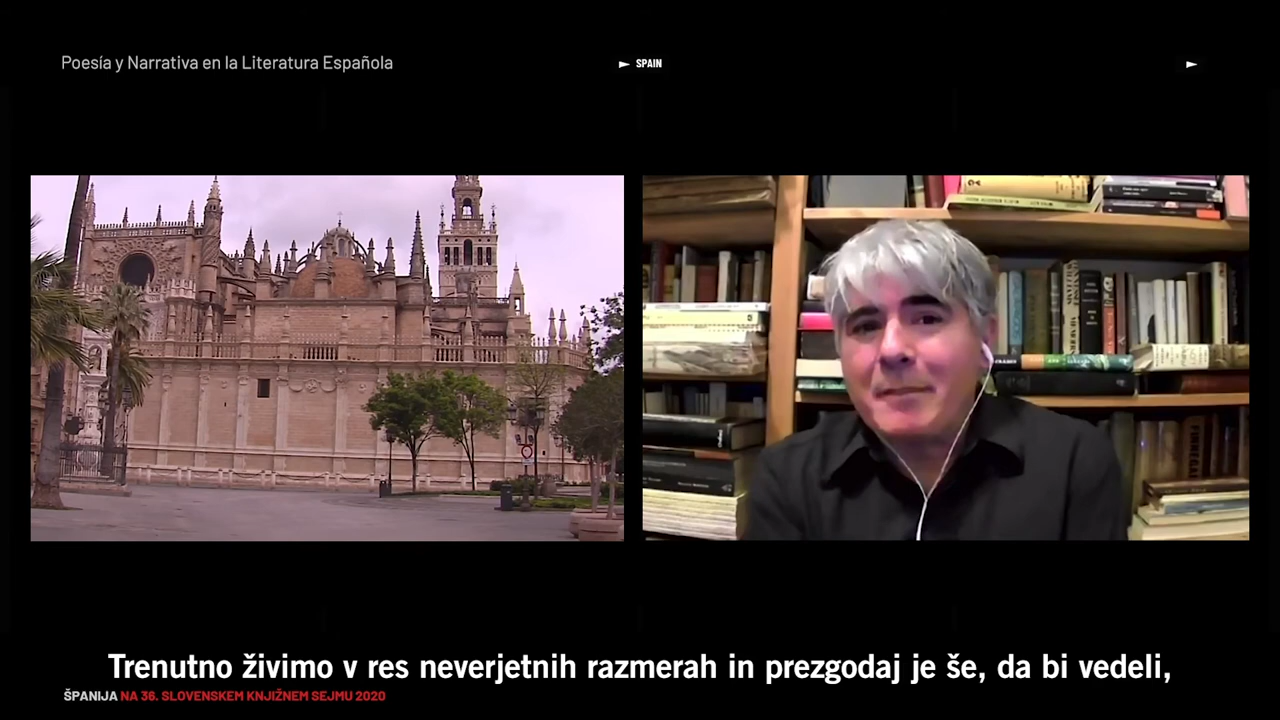 Poesía y Narrativa en la Literatura Española
SPAIN
Trenutno živimo v res neverjetnih razmerah in prezgodaj je še, da bi vedeli,
ŠPANIJA NA 36. SLOVENSKEM KNJIŽNEM SEJMU 2020